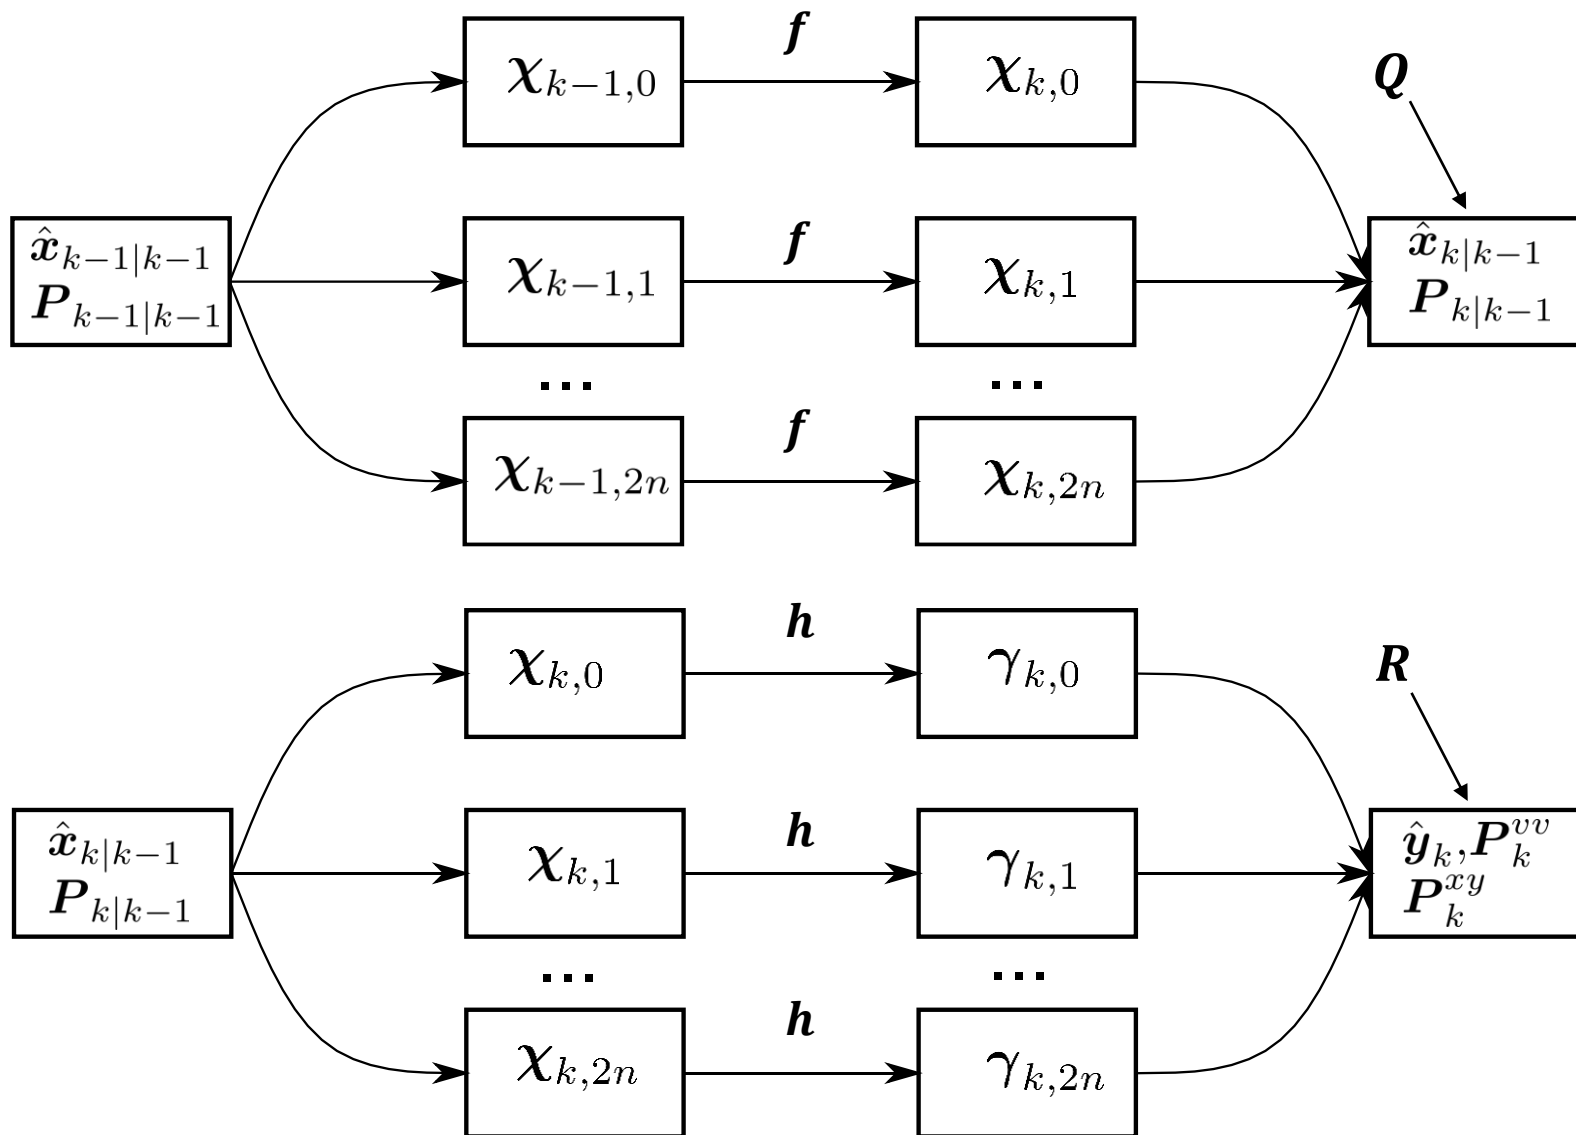 f
χ_{k−1,0}
χ_{k,0}
Q
f
x̂_{k−1|k−1}
P_{k−1|k−1}
χ_{k−1,1}
χ_{k,1}
x̂_{k|k−1}
P_{k|k−1}
... ...
f
χ_{k−1,2n}
χ_{k,2n}
h
χ_{k,0}
γ_{k,0}
R
h
x̂_{k|k−1}
P_{k|k−1}
χ_{k,1}
γ_{k,1}
ŷ_k, P_k^{vv}
P_k^{xy}
... ...
h
χ_{k,2n}
γ_{k,2n}